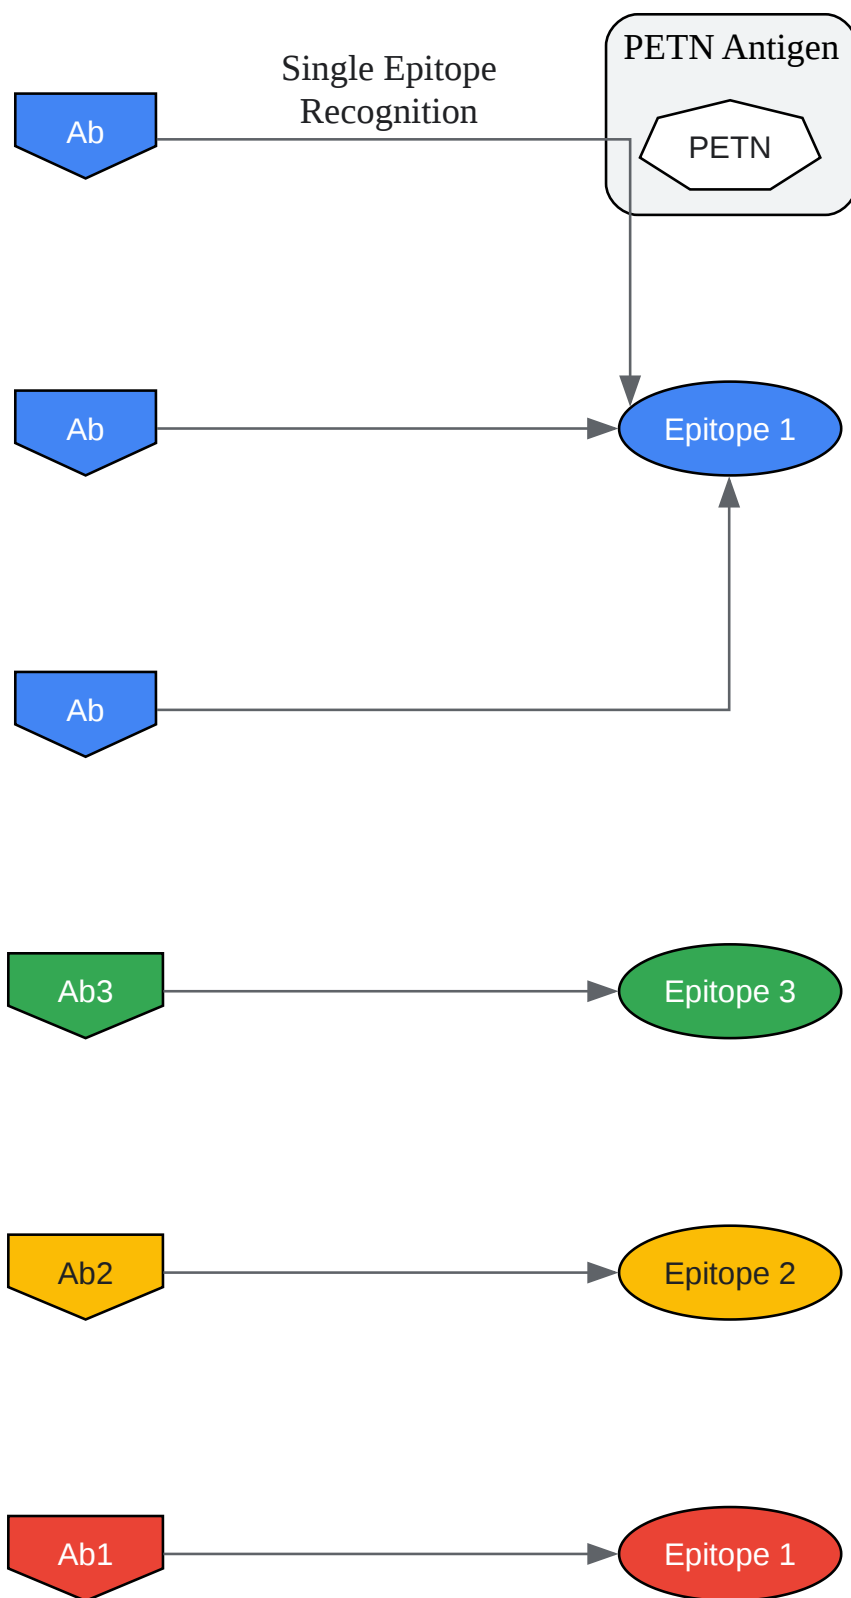 PETN Antigen
Single Epitope
Recognition
Ab
PETN
Ab
Epitope 1
Ab
Ab3
Epitope 3
Ab2
Epitope 2
Ab1
Epitope 1